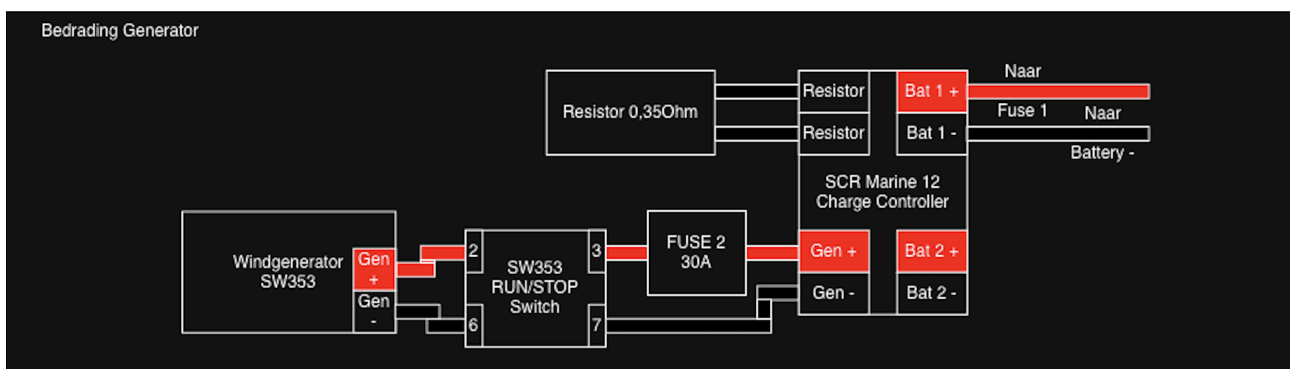 Bedrading Generator
Resistor 0,35Ohm
Resistor
Resistor
Bat 1 +
Bat 1 -
Naar
Fuse 1
Naar
Battery -
SCR Marine 12
Charge Controller
Windgenerator
SW353
Gen
+
Gen
-
2
6
SW353
RUN/STOP
Switch
3
7
FUSE 2
30A
Gen +
Gen -
Bat 2 +
Bat 2 -